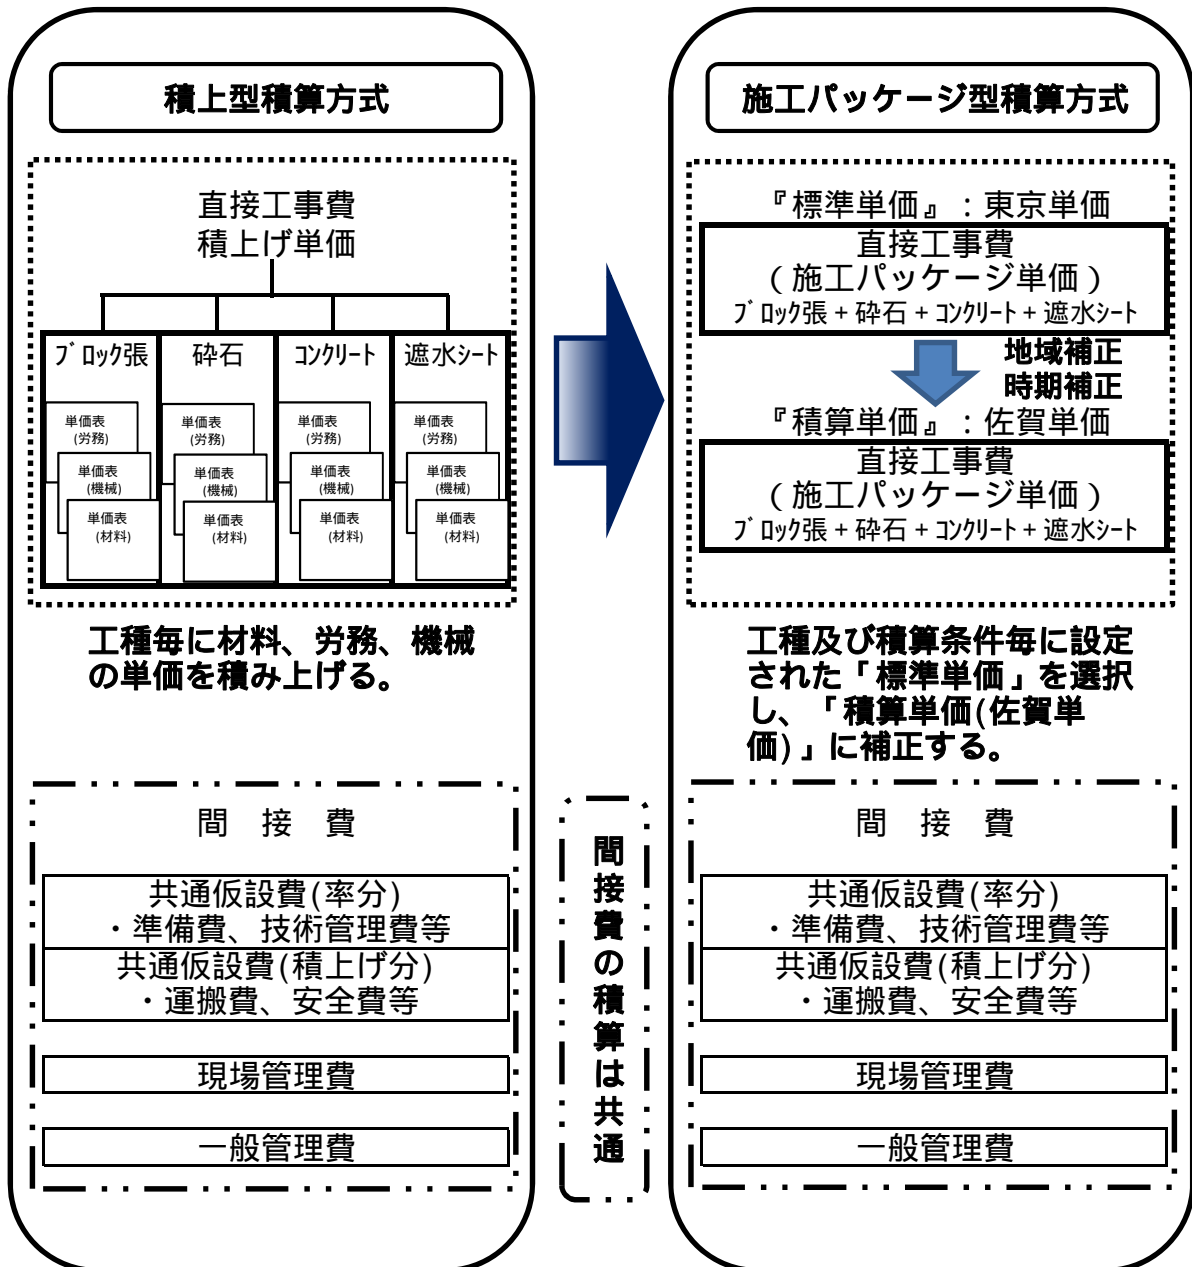 積上型積算方式
直接工事費
積上げ単価
ブロック張
砕石
コンクリート
遮水シート
単価表
(労務)
単価表
(機械)
単価表
(材料)
単価表
(労務)
単価表
(機械)
単価表
(材料)
単価表
(労務)
単価表
(機械)
単価表
(材料)
単価表
(労務)
単価表
(機械)
単価表
(材料)
工種毎に材料、労務、機械
の単価を積み上げる。
間 接 費
共通仮設費(率分)
・準備費、技術管理費等
共通仮設費(積上げ分)
・運搬費、安全費等
現場管理費
一般管理費
間接費の積算は共通
施工パッケージ型積算方式
『標準単価』:東京単価
直接工事費
(施工パッケージ単価)
ブロック張+砕石+コンクリート+遮水シート
地域補正
時期補正
『積算単価』:佐賀単価
直接工事費
(施工パッケージ単価)
ブロック張+砕石+コンクリート+遮水シート
工種及び積算条件毎に設定
された「標準単価」を選択
し、「積算単価(佐賀単
価)」に補正する。
間 接 費
共通仮設費(率分)
・準備費、技術管理費等
共通仮設費(積上げ分)
・運搬費、安全費等
現場管理費
一般管理費